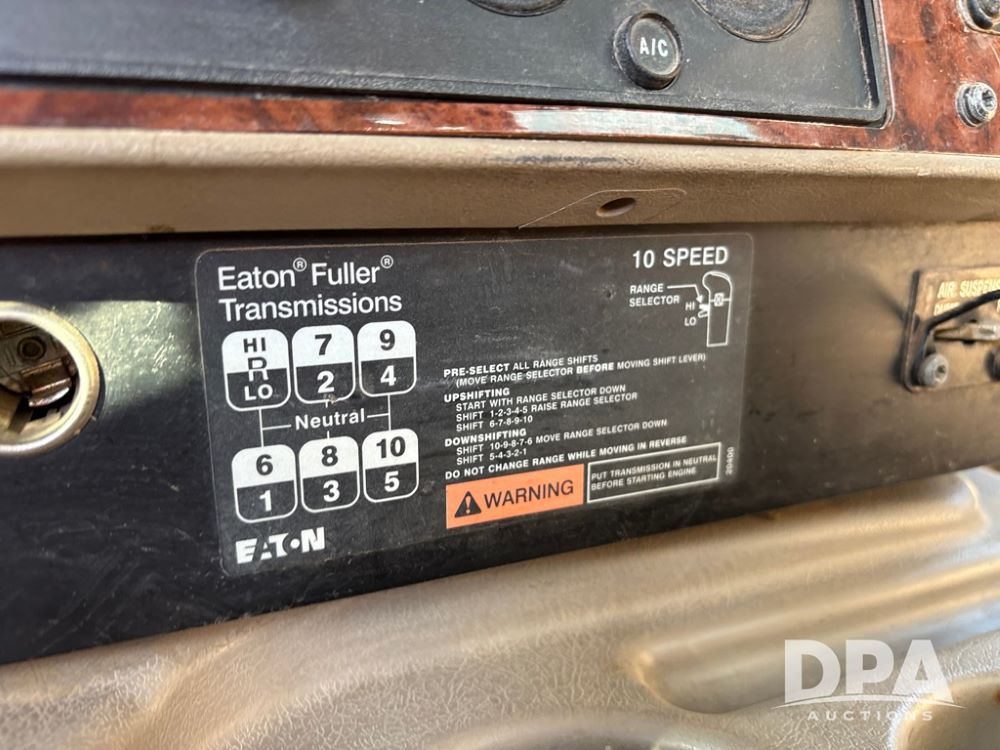 A/C
Eaton® Fuller®
Transmissions
10 SPEED
RANGE
SELECTOR
HI
LO
HI
R
LO
7
2
9
4
Neutral
6
1
8
3
10
5
PRE-SELECT ALL RANGE SHIFTS
(MOVE RANGE SELECTOR BEFORE MOVING SHIFT LEVER)
UPSHIFTING
START WITH RANGE SELECTOR DOWN
SHIFT 1-2-3-4-5 RAISE RANGE SELECTOR
SHIFT 6-7-8-9-10
DOWNSHIFTING
SHIFT 10-9-8-7-6 MOVE RANGE SELECTOR DOWN
SHIFT 5-4-3-2-1
DO NOT CHANGE RANGE WHILE MOVING IN REVERSE
WARNING
PUT TRANSMISSION IN NEUTRAL
BEFORE STARTING ENGINE
20400
EATON
AIR SUSPENS
DPA
AUCTIONS